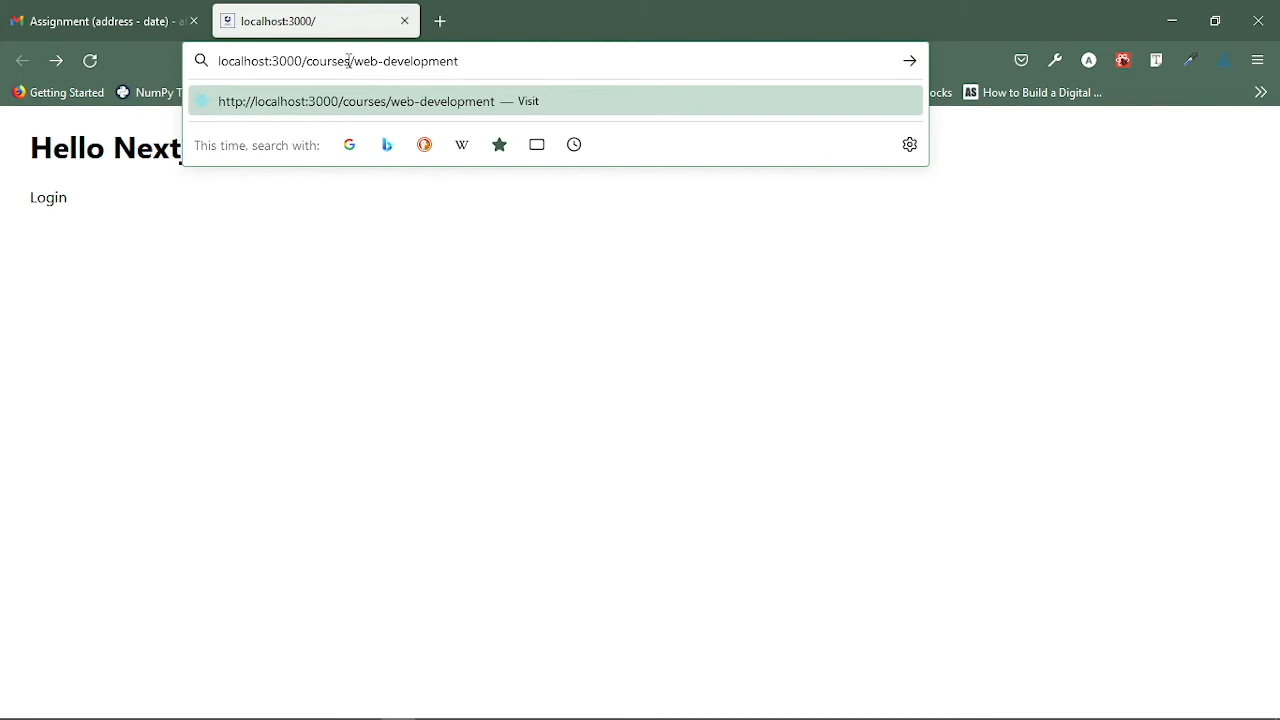 Assignment (address - date) -
localhost:3000/
localhost:3000/courses/web-development
http://localhost:3000/courses/web-development — Visit
This time, search with:
Getting Started
NumPy T
ocks
AS How to Build a Digital ...
Hello Next
Login